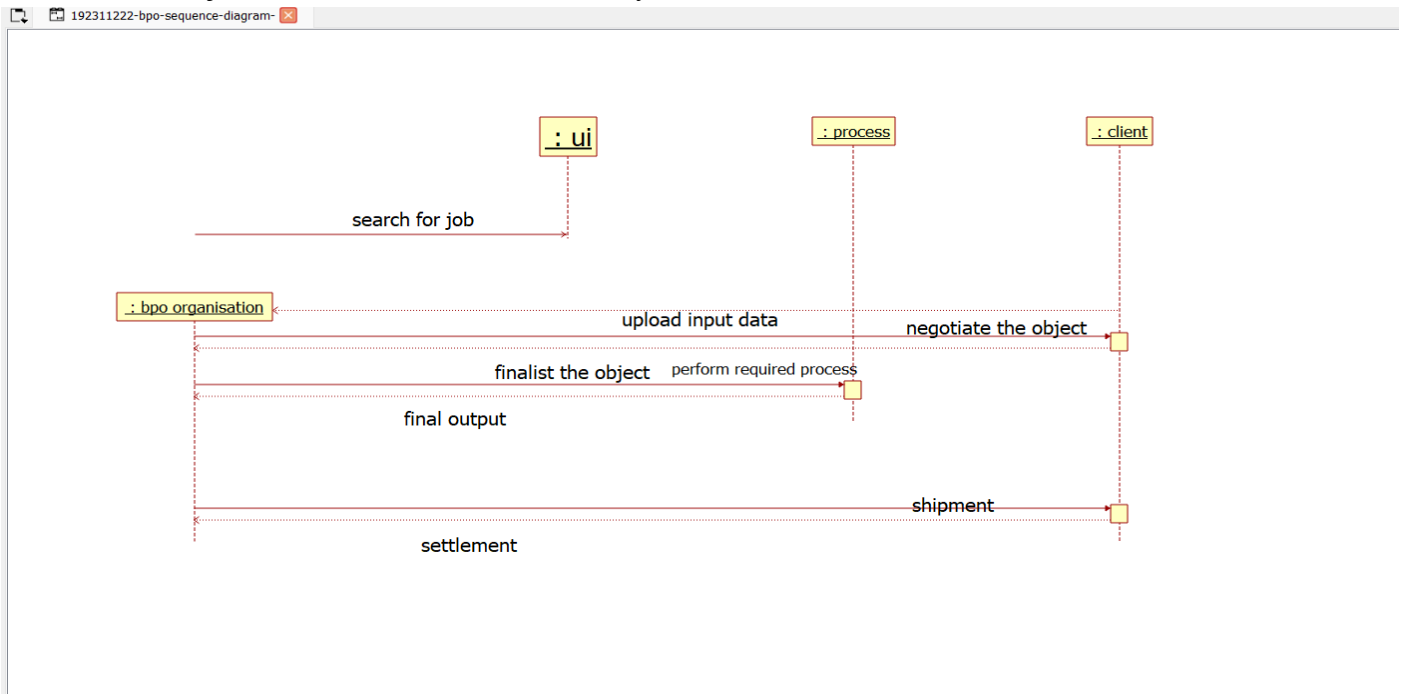 192311222-bpo-sequence-diagram-
: ui
: process
: client
search for job
: bpo organisation
upload input data
negotiate the object
finalist the object
perform required process
final output
shipment
settlement